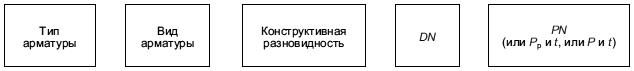 Тип
арматуры
Вид
арматуры
Конструктивная
разновидность
DN
PN
(или Pр и t, или P и t)